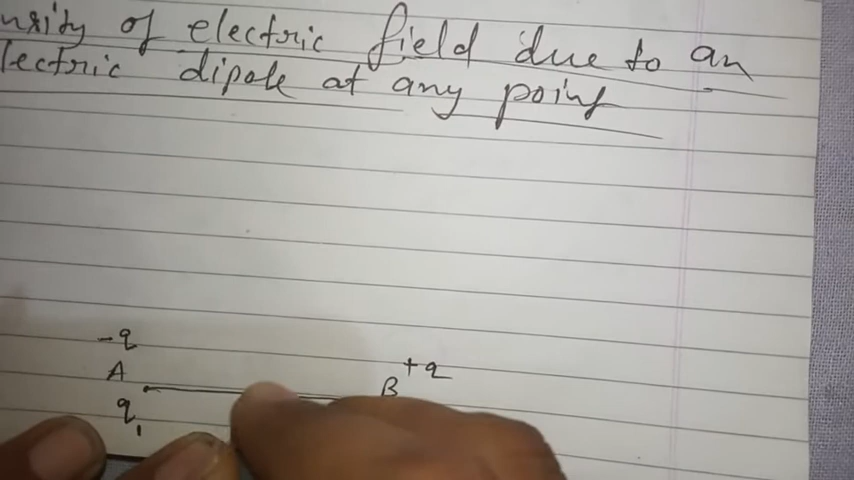 of electric field due to an
dipole at any point
-q
+q
A
B
q1